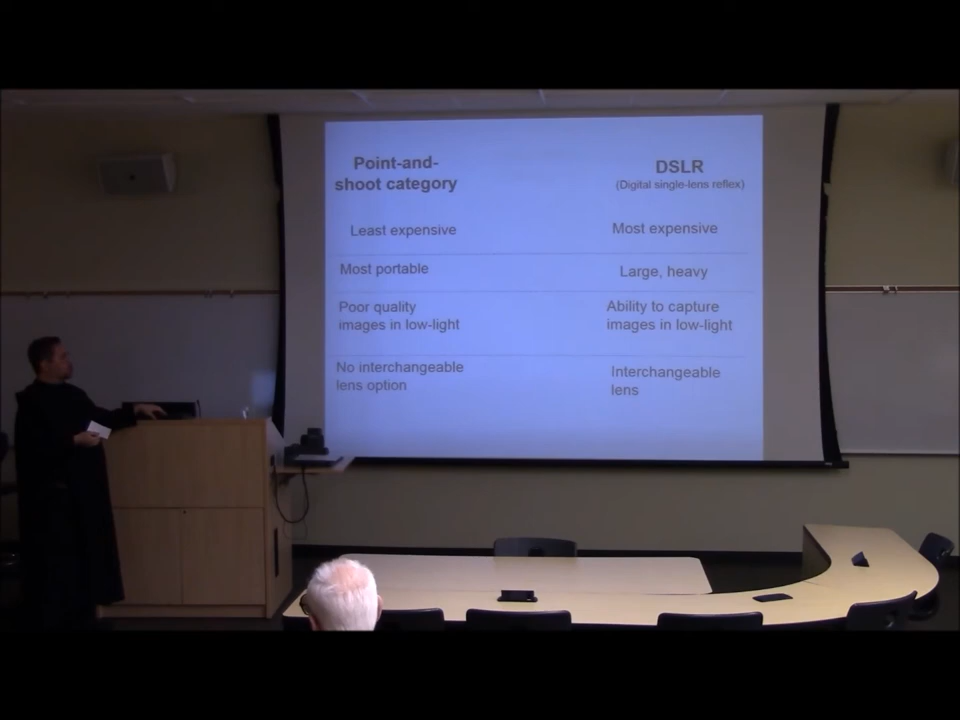 Point-and-
shoot category
DSLR
(Digital single-lens reflex)
Least expensive
Most expensive
Most portable
Large, heavy
Poor quality
images in low-light
Ability to capture
images in low-light
No interchangeable
lens option
Interchangeable
lens